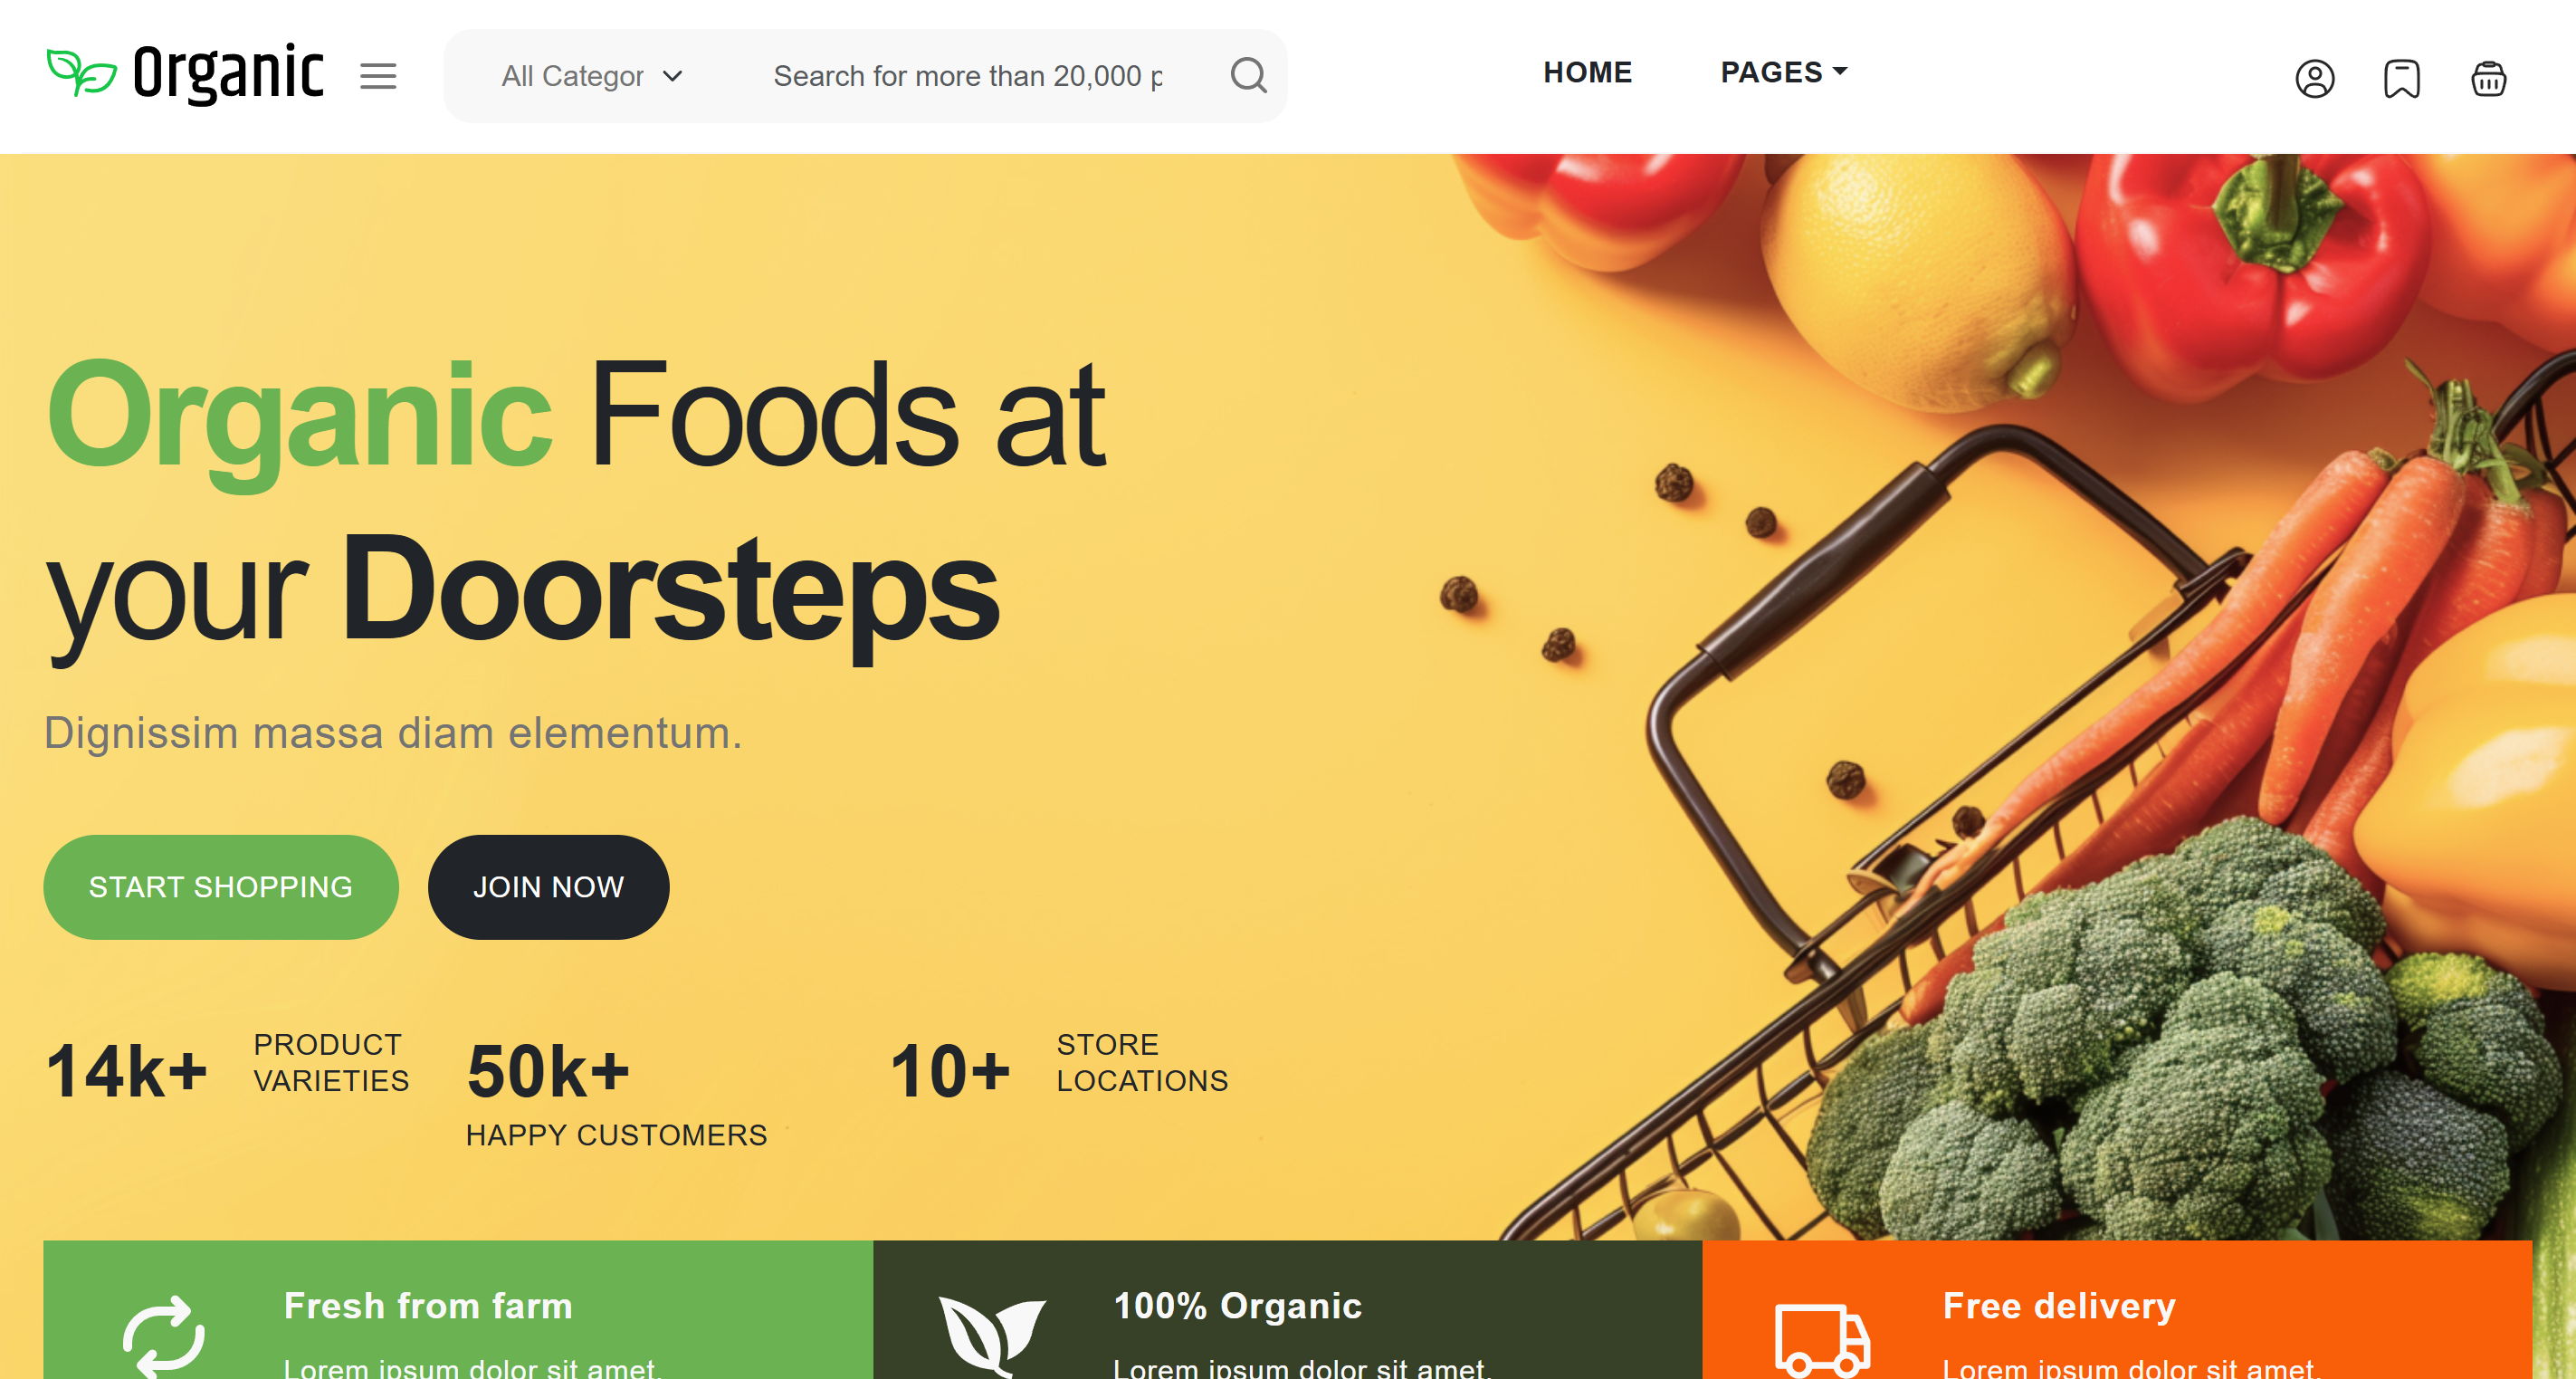 Organic
All Categor
Search for more than 20,000 p
HOME
PAGES
Organic Foods at
your Doorsteps
Dignissim massa diam elementum.
START SHOPPING
JOIN NOW
14k+
PRODUCT
VARIETIES
50k+
HAPPY CUSTOMERS
10+
STORE
LOCATIONS
Fresh from farm
Lorem ipsum dolor sit amet,
100% Organic
Lorem ipsum dolor sit amet,
Free delivery
Lorem ipsum dolor sit amet,